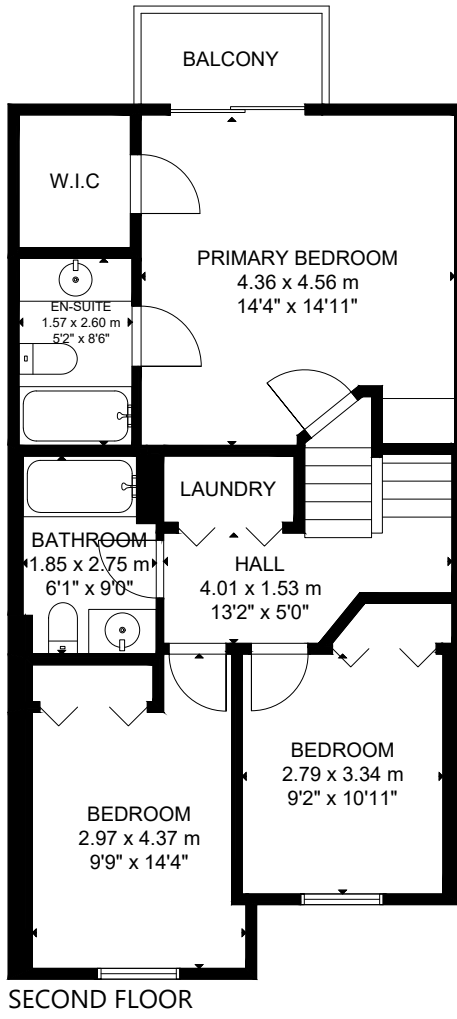 BALCONY
W.I.C
PRIMARY BEDROOM
4.36 x 4.56 m
14'4" x 14'11"
EN-SUITE
1.57 x 2.60 m
5'2" x 8'6"
LAUNDRY
BATHROOM
1.85 x 2.75 m
6'1" x 9'0"
HALL
4.01 x 1.53 m
13'2" x 5'0"
BEDROOM
2.79 x 3.34 m
9'2" x 10'11"
BEDROOM
2.97 x 4.37 m
9'9" x 14'4"
SECOND FLOOR